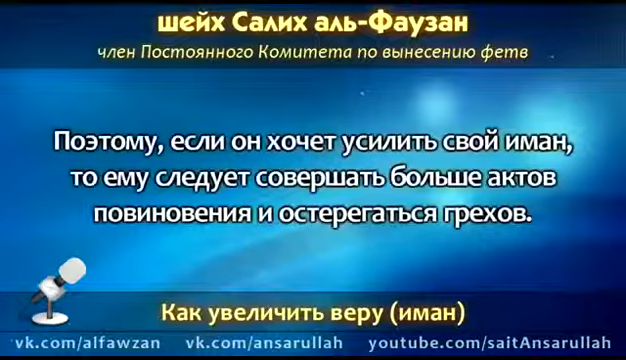 шейх Салих аль-Фаузан
член Постоянного Комитета по вынесению фетв
Поэтому, если он хочет усилить свой иман,
то ему следует совершать больше актов
повиновения и остерегаться грехов.
Как увеличить веру (иман)
vk.com/alfawzan vk.com/ansarullah youtube.com/saitAnsarullah